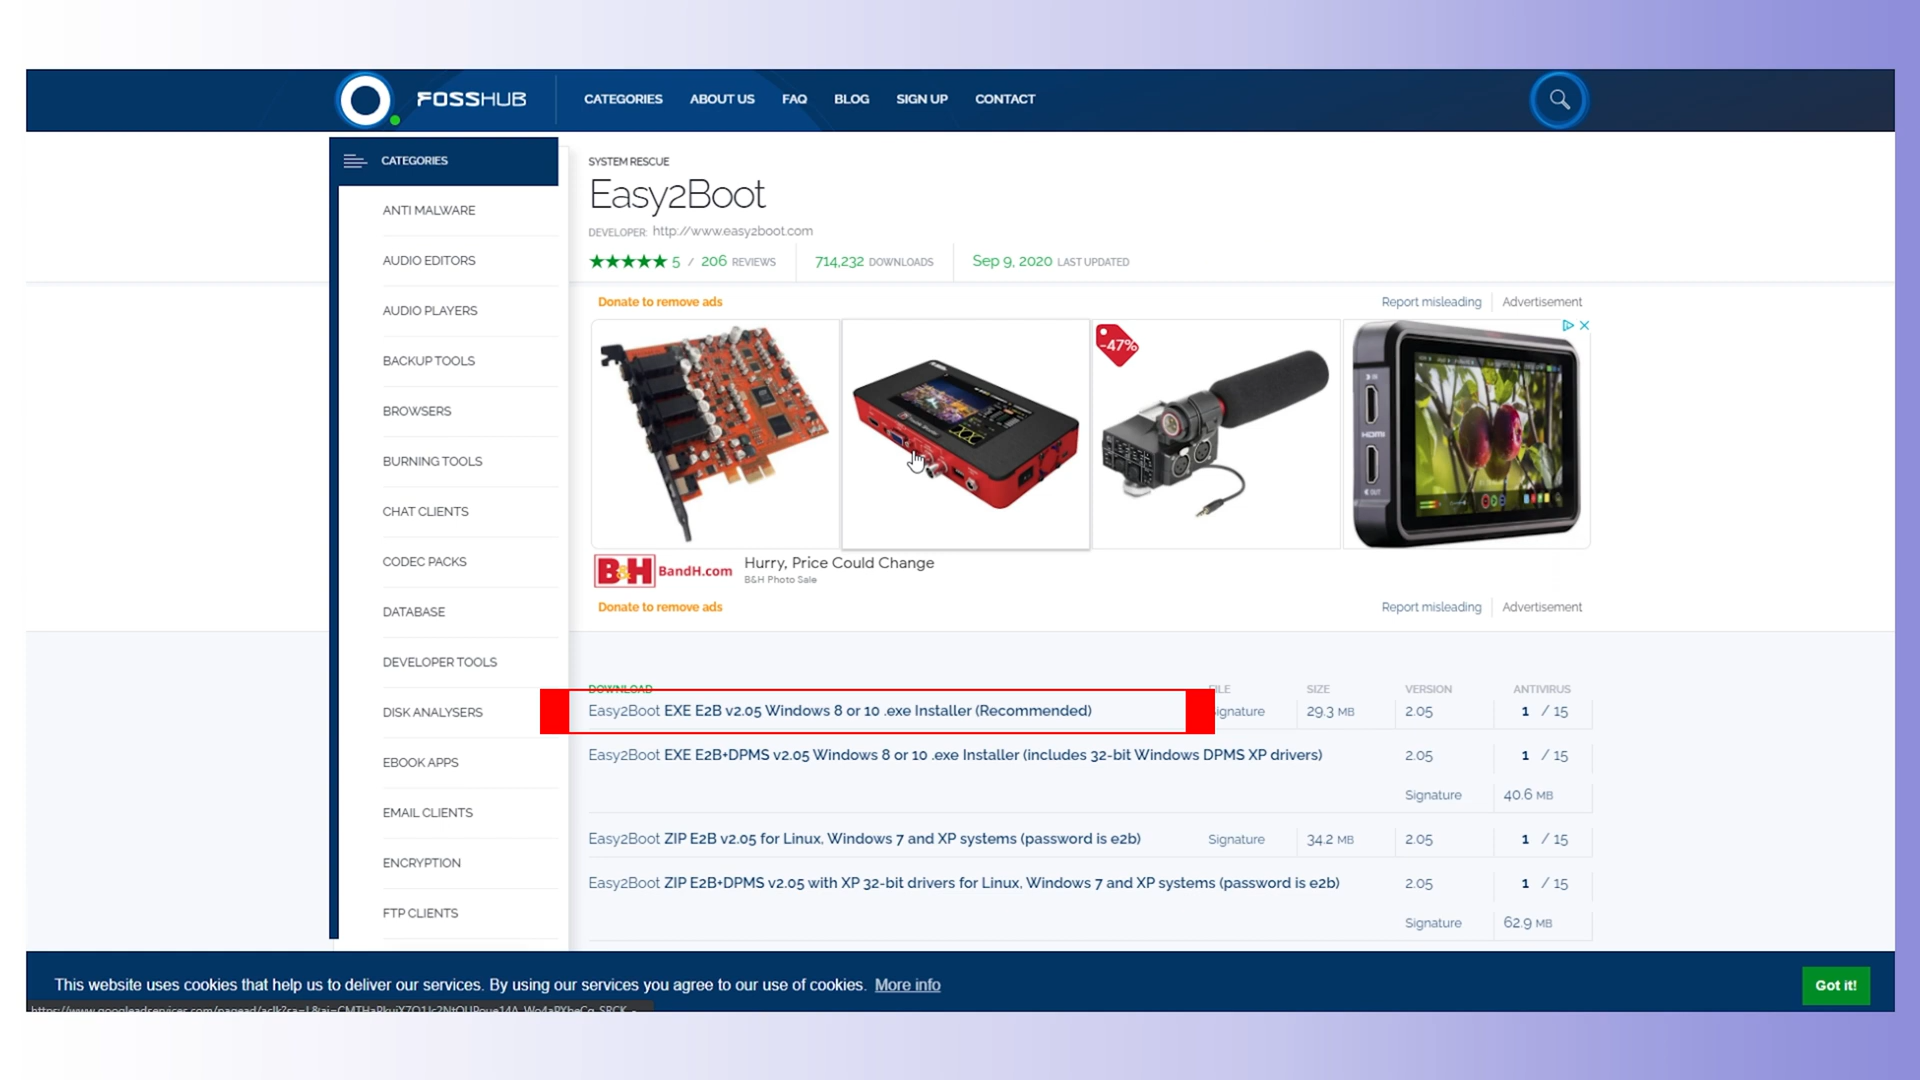 FOSSHUB
CATEGORIES ABOUT US FAQ BLOG SIGN UP CONTACT
CATEGORIES
ANTI MALWARE
AUDIO EDITORS
AUDIO PLAYERS
BACKUP TOOLS
BROWSERS
BURNING TOOLS
CHAT CLIENTS
CODEC PACKS
DATABASE
DEVELOPER TOOLS
DISK ANALYSERS
EBOOK APPS
EMAIL CLIENTS
ENCRYPTION
FTP CLIENTS
SYSTEM RESCUE
Easy2Boot
DEVELOPER: http://www.easy2boot.com
5 / 206 REVIEWS 714,232 DOWNLOADS Sep 9, 2020 LAST UPDATED
Donate to remove ads Report misleading Advertisement
-47%
HDMI
B&H BandH.com Hurry, Price Could Change
B&H Photo Sale
Donate to remove ads Report misleading Advertisement
DOWNLOAD FILE SIZE VERSION ANTIVIRUS
Easy2Boot EXE E2B v2.05 Windows 8 or 10 .exe Installer (Recommended) ignature 29.3 MB 2.05 1 / 15
Easy2Boot EXE E2B+DPMS v2.05 Windows 8 or 10 .exe Installer (includes 32-bit Windows DPMS XP drivers) 2.05 1 / 15
Signature 40.6 MB
Easy2Boot ZIP E2B v2.05 for Linux, Windows 7 and XP systems (password is e2b) Signature 34.2 MB 2.05 1 / 15
Easy2Boot ZIP E2B+DPMS v2.05 with XP 32-bit drivers for Linux, Windows 7 and XP systems (password is e2b) 2.05 1 / 15
Signature 62.9 MB
This website uses cookies that help us to deliver our services. By using our services you agree to our use of cookies. More info
Got it!